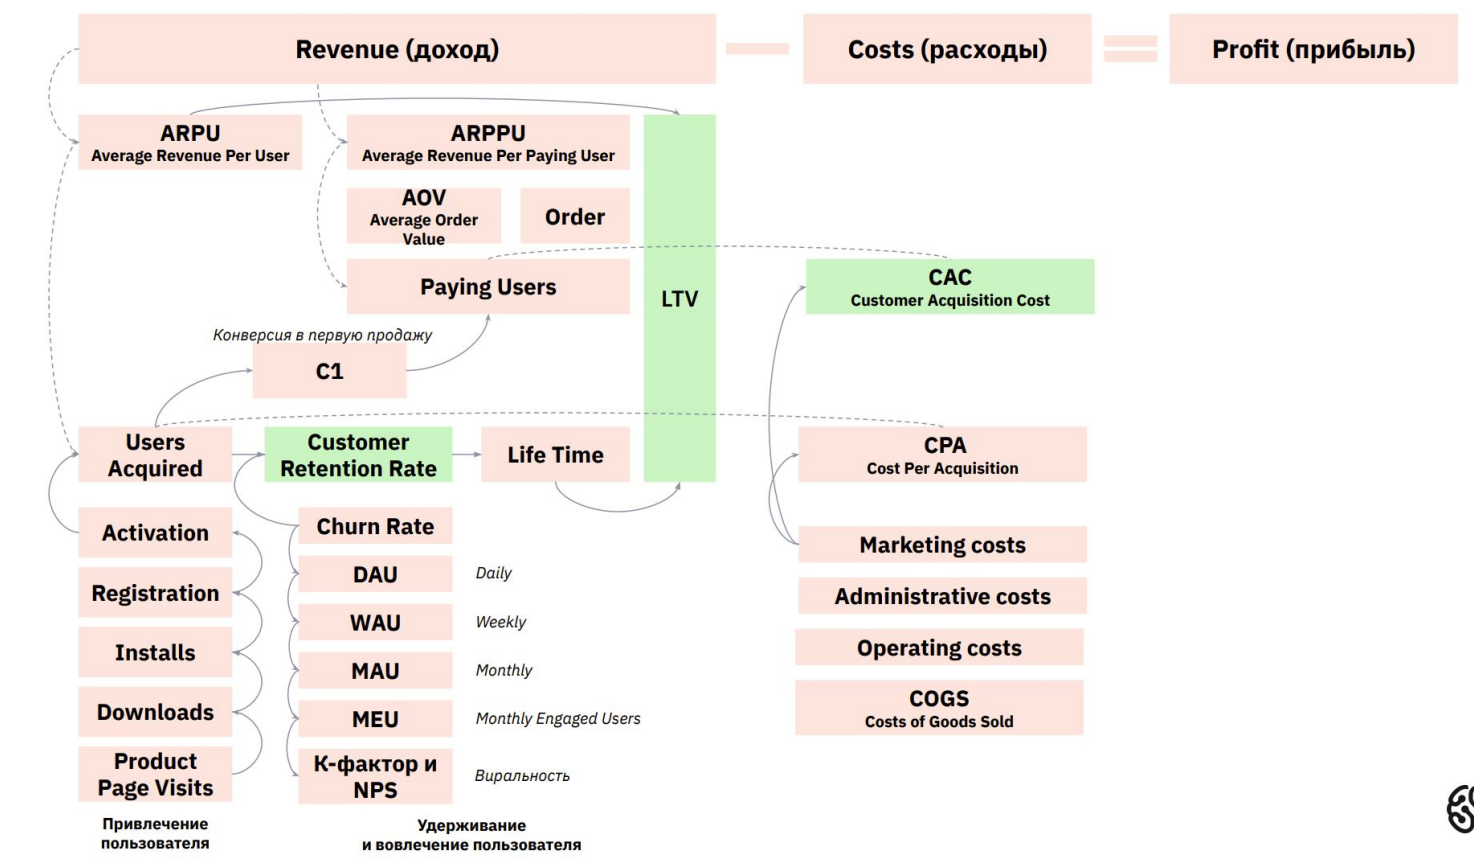 Revenue (доход)
Costs (расходы)
Profit (прибыль)
ARPU
Average Revenue Per User
ARPPU
Average Revenue Per Paying User
AOV
Average Order
Value
Order
Paying Users
LTV
CAC
Customer Acquisition Cost
Конверсия в первую продажу
C1
Users
Acquired
Customer
Retention Rate
Life Time
CPA
Cost Per Acquisition
Activation
Registration
Installs
Downloads
Product
Page Visits
Привлечение
пользователя
Churn Rate
DAU
Daily
WAU
Weekly
MAU
Monthly
MEU
Monthly Engaged Users
К-фактор и
NPS
Виральность
Удерживание
и вовлечение пользователя
Marketing costs
Administrative costs
Operating costs
COGS
Costs of Goods Sold